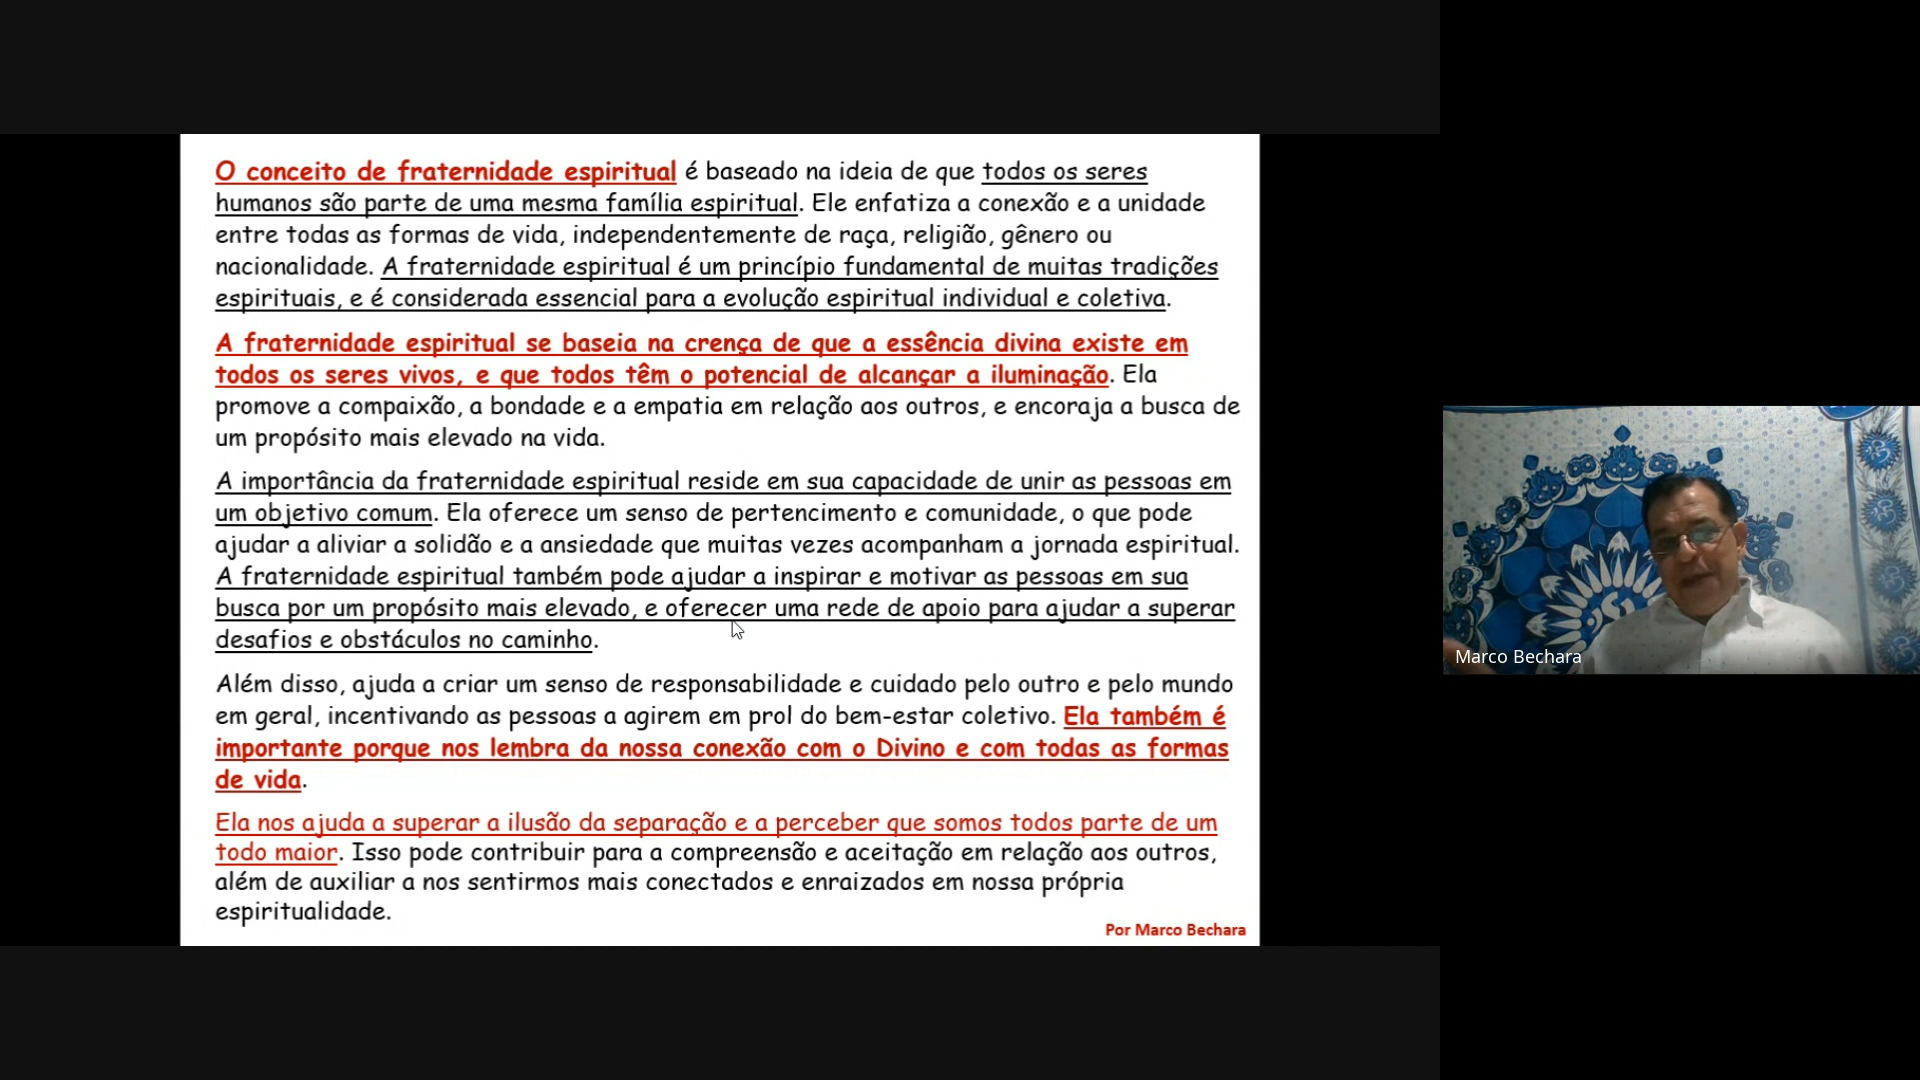 O conceito de fraternidade espiritual é baseado na ideia de que todos os seres
humanos são parte de uma mesma família espiritual. Ele enfatiza a conexão e a unidade
entre todas as formas de vida, independentemente de raça, religião, gênero ou
nacionalidade. A fraternidade espiritual é um princípio fundamental de muitas tradições
espirituais, e é considerada essencial para a evolução espiritual individual e coletiva.
A fraternidade espiritual se baseia na crença de que a essência divina existe em
todos os seres vivos, e que todos têm o potencial de alcançar a iluminação. Ela
promove a compaixão, a bondade e a empatia em relação aos outros, e encoraja a busca de
um propósito mais elevado na vida.
A importância da fraternidade espiritual reside em sua capacidade de unir as pessoas em
um objetivo comum. Ela oferece um senso de pertencimento e comunidade, o que pode
ajudar a aliviar a solidão e a ansiedade que muitas vezes acompanham a jornada espiritual.
A fraternidade espiritual também pode ajudar a inspirar e motivar as pessoas em sua
busca por um propósito mais elevado, e oferecer uma rede de apoio para ajudar a superar
desafios e obstáculos no caminho.
Além disso, ajuda a criar um senso de responsabilidade e cuidado pelo outro e pelo mundo
em geral, incentivando as pessoas a agirem em prol do bem-estar coletivo. Ela também é
importante porque nos lembra da nossa conexão com o Divino e com todas as formas
de vida.
Ela nos ajuda a superar a ilusão da separação e a perceber que somos todos parte de um
todo maior. Isso pode contribuir para a compreensão e aceitação em relação aos outros,
além de auxiliar a nos sentirmos mais conectados e enraizados em nossa própria
espiritualidade.
Por Marco Bechara
Marco Bechara